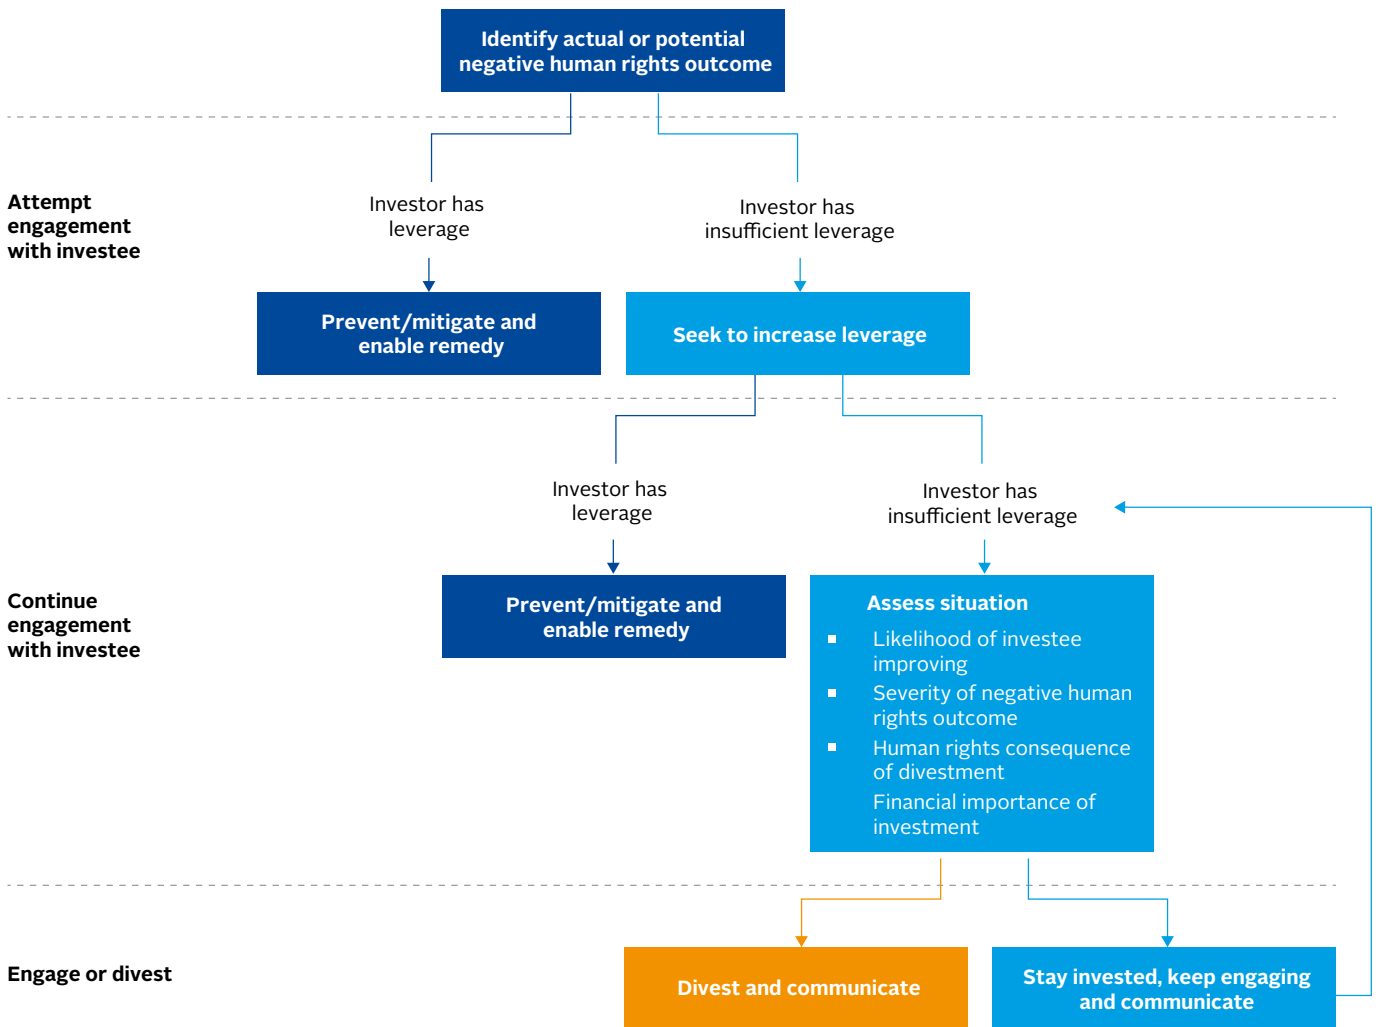 Identify actual or potential
negative human rights outcome
Attempt
engagement
with investee
Investor has
leverage
Investor has
insufficient leverage
Prevent/mitigate and
enable remedy
Seek to increase leverage
Continue
engagement
with investee
Investor has
leverage
Investor has
insufficient leverage
Prevent/mitigate and
enable remedy
Assess situation
▪ Likelihood of investee
improving
▪ Severity of negative human
rights outcome
▪ Human rights consequence
of divestment
Financial importance of
investment
Engage or divest
Divest and communicate
Stay invested, keep engaging
and communicate